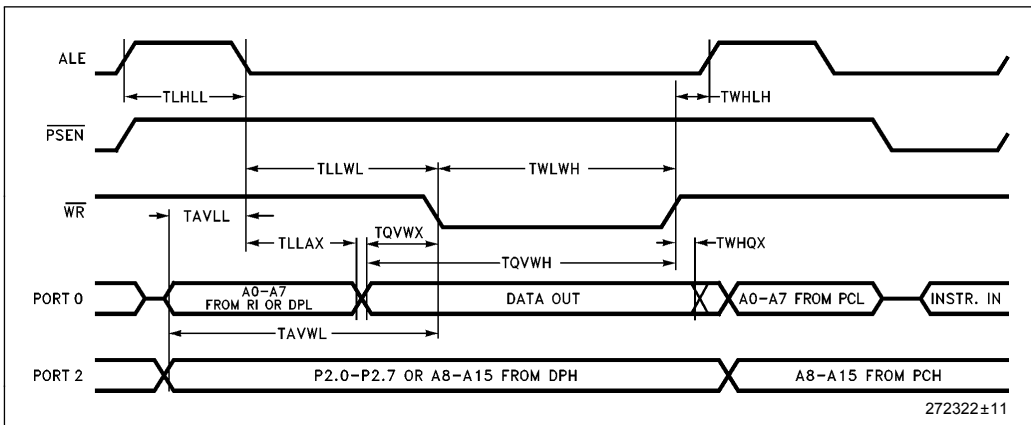 ALE
TLHLL
TWHLH
PSEN
TLLWL
TWLWH
WR
TAVLL
TQVWX
TLLAX
TWHQX
TQVWH
PORT 0
A0-A7
FROM RI OR DPL
DATA OUT
A0-A7 FROM PCL
INSTR. IN
TAVWL
PORT 2
P2.0-P2.7 OR A8-A15 FROM DPH
A8-A15 FROM PCH
272322±11